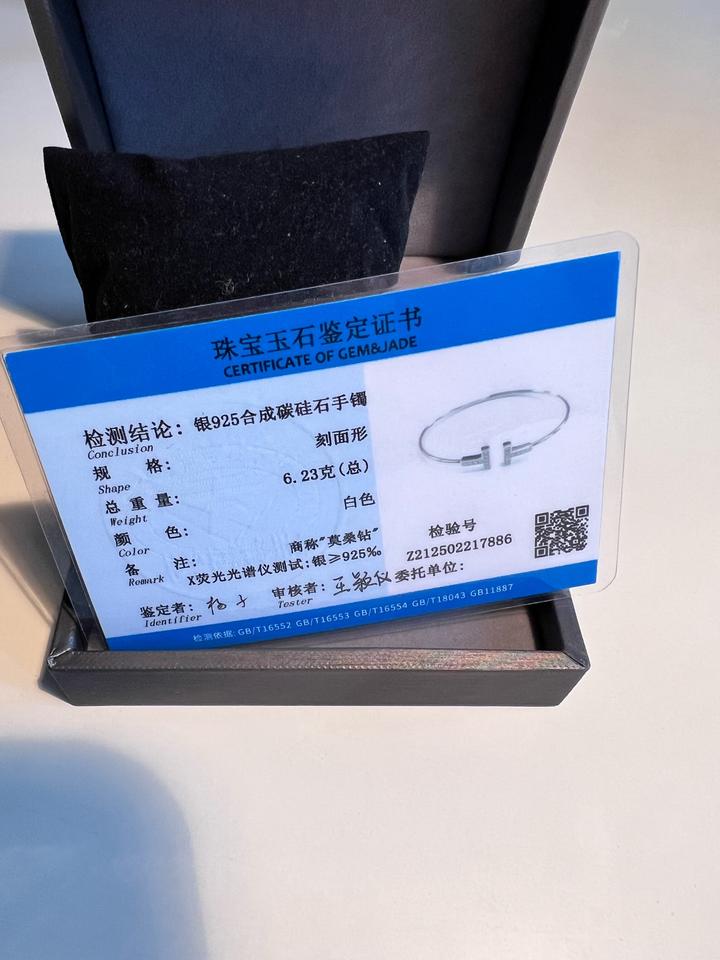 珠宝玉石鉴定证书
CERTIFICATE OF GEM&JADE
检测结论: 银925合成碳硅石手镯
Conclusion
规 格: 刻面形
Shape
总重量: 6.23克(总)
Weight
颜 色: 白色
Color
备 注: 商称"莫桑钻"
Remark X荧光光谱仪测试:银≥925‰
鉴定者:
Identifier
审核者:
Tester
检验号
Z212502217886
委托单位:
检测依据: GB/T16552 GB/T16553 GB/T16554 GB/T18043 GB11887